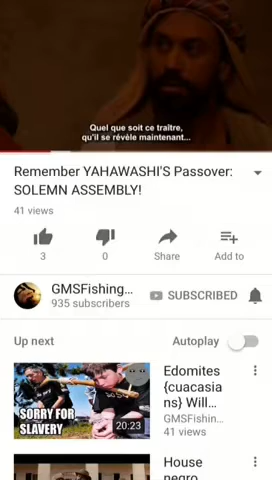 Quel que soit ce traître,
qu'il se révèle maintenant...
Remember YAHAWASHI'S Passover:
SOLEMN ASSEMBLY!
41 views
3
0
Share
Add to
GMSFishing...
935 subscribers
SUBSCRIBED
Up next
Autoplay
SORRY FOR
SLAVERY
20:23
Edomites
{cuacasia
ns} Will...
GMSFishin...
41 views
House
negro